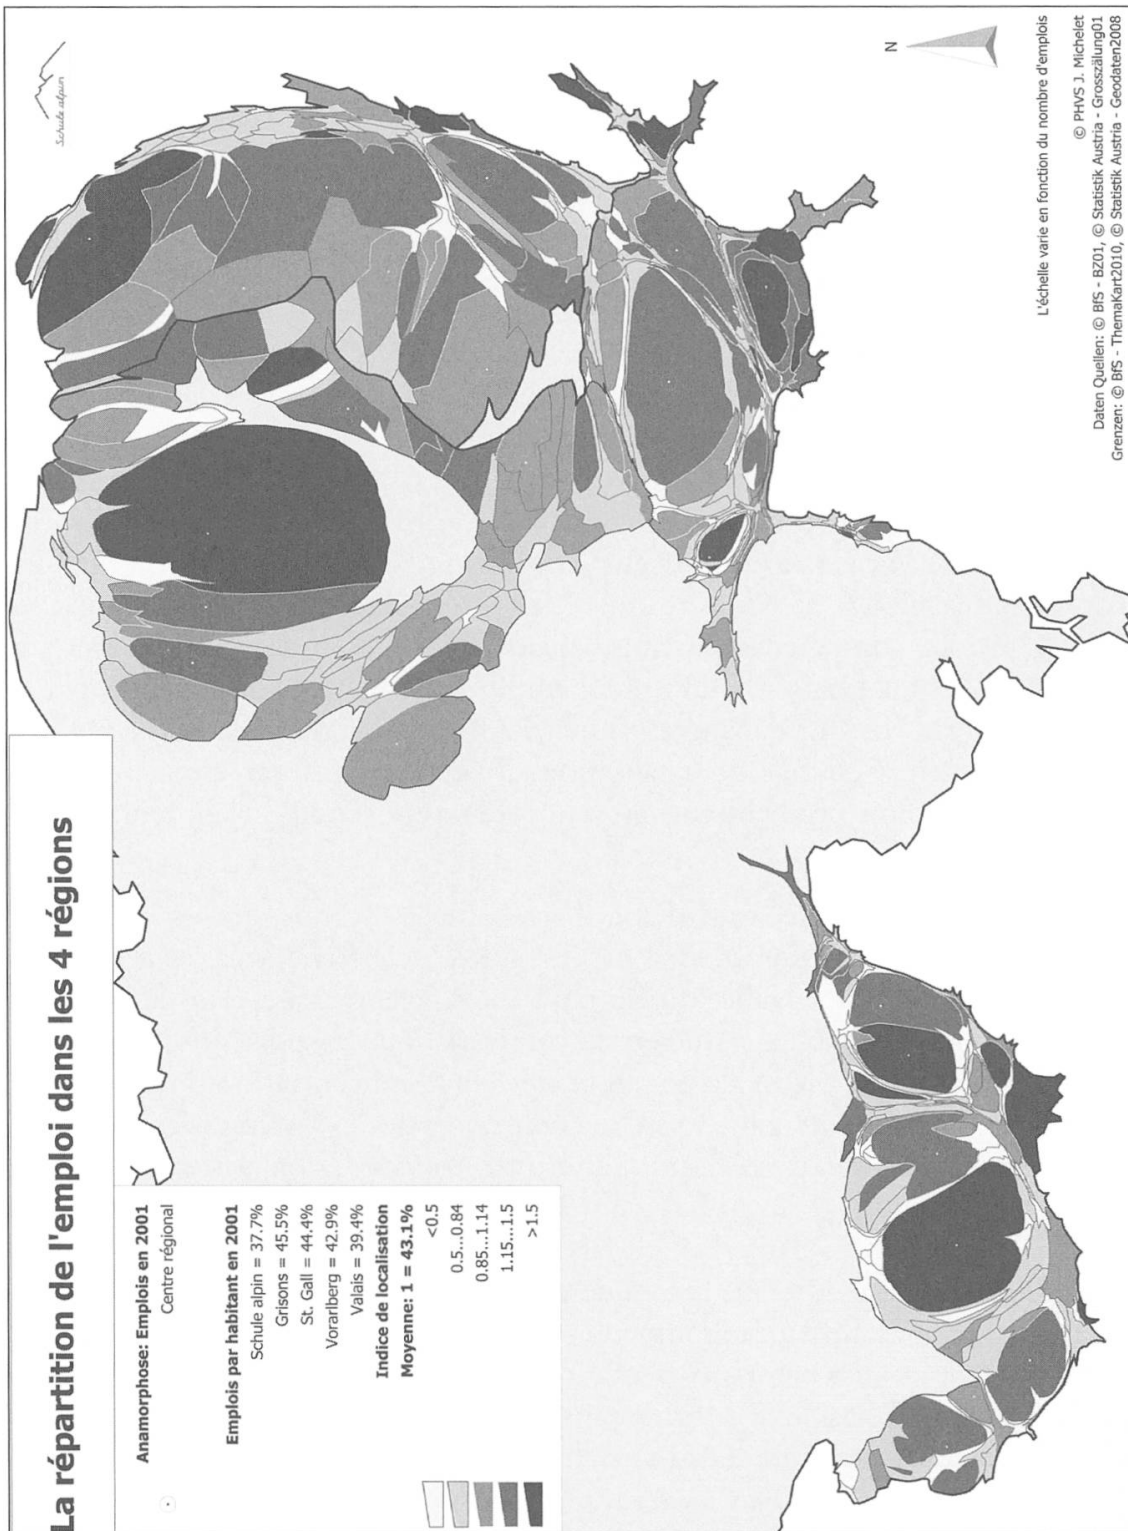 La répartition de l'emploi dans les 4 régions
Schule alpin
Anamorphose: Emplois en 2001
Centre régional
Emplois par habitant en 2001
Schule alpin = 37.7%
Grisons = 45.5%
St. Gall = 44.4%
Vorarlberg = 42.9%
Valais = 39.4%
Indice de localisation
Moyenne: 1 = 43.1%
<0.5
0.5...0.84
0.85...1.14
1.15...1.5
>1.5
N
L'échelle varie en fonction du nombre d'emplois
© PHVS J. Michelet
Daten Quellen: © BfS - BZ01, © Statistik Austria - Grosszälung01
Grenzen: © BfS - ThemaKart2010, © Statistik Austria - Geodaten2008